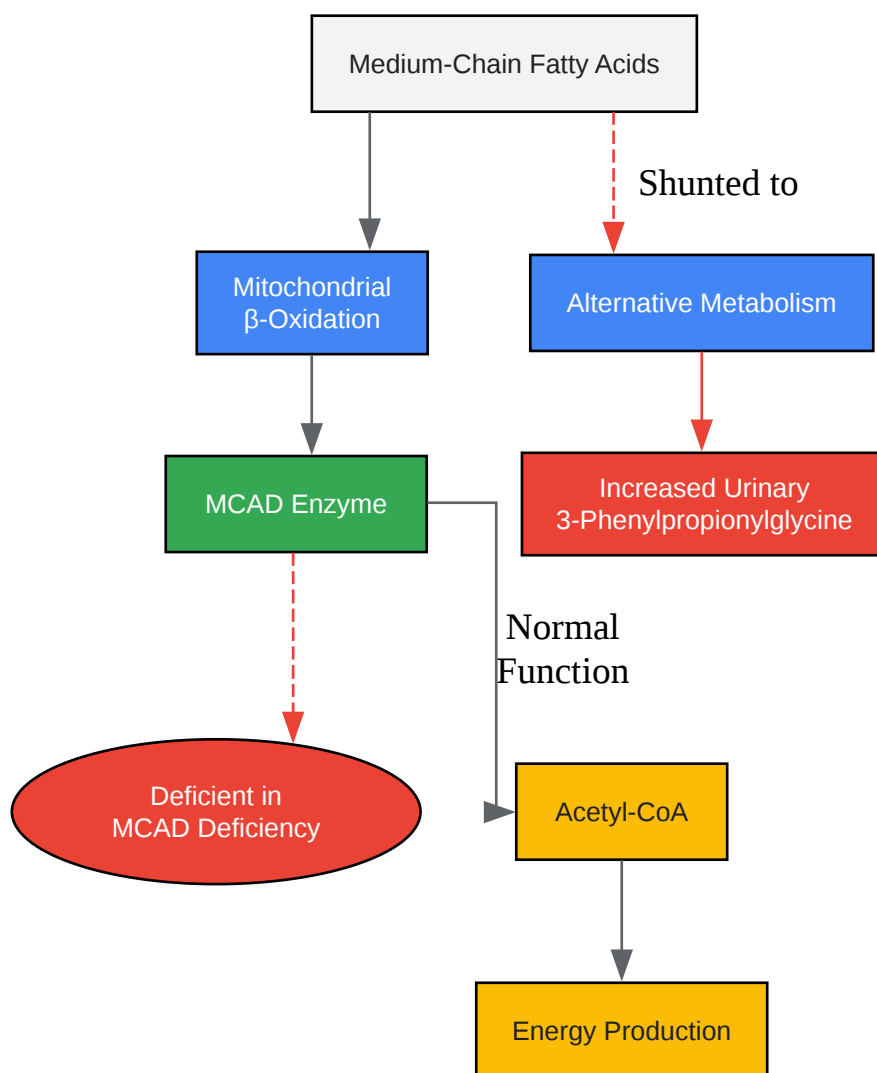 Medium-Chain Fatty Acids
Shunted to
Mitochondrial
β-Oxidation
Alternative Metabolism
MCAD Enzyme
Increased Urinary
3-Phenylpropionylglycine
Normal
Function
Deficient in
MCAD Deficiency
Acetyl-CoA
Energy Production